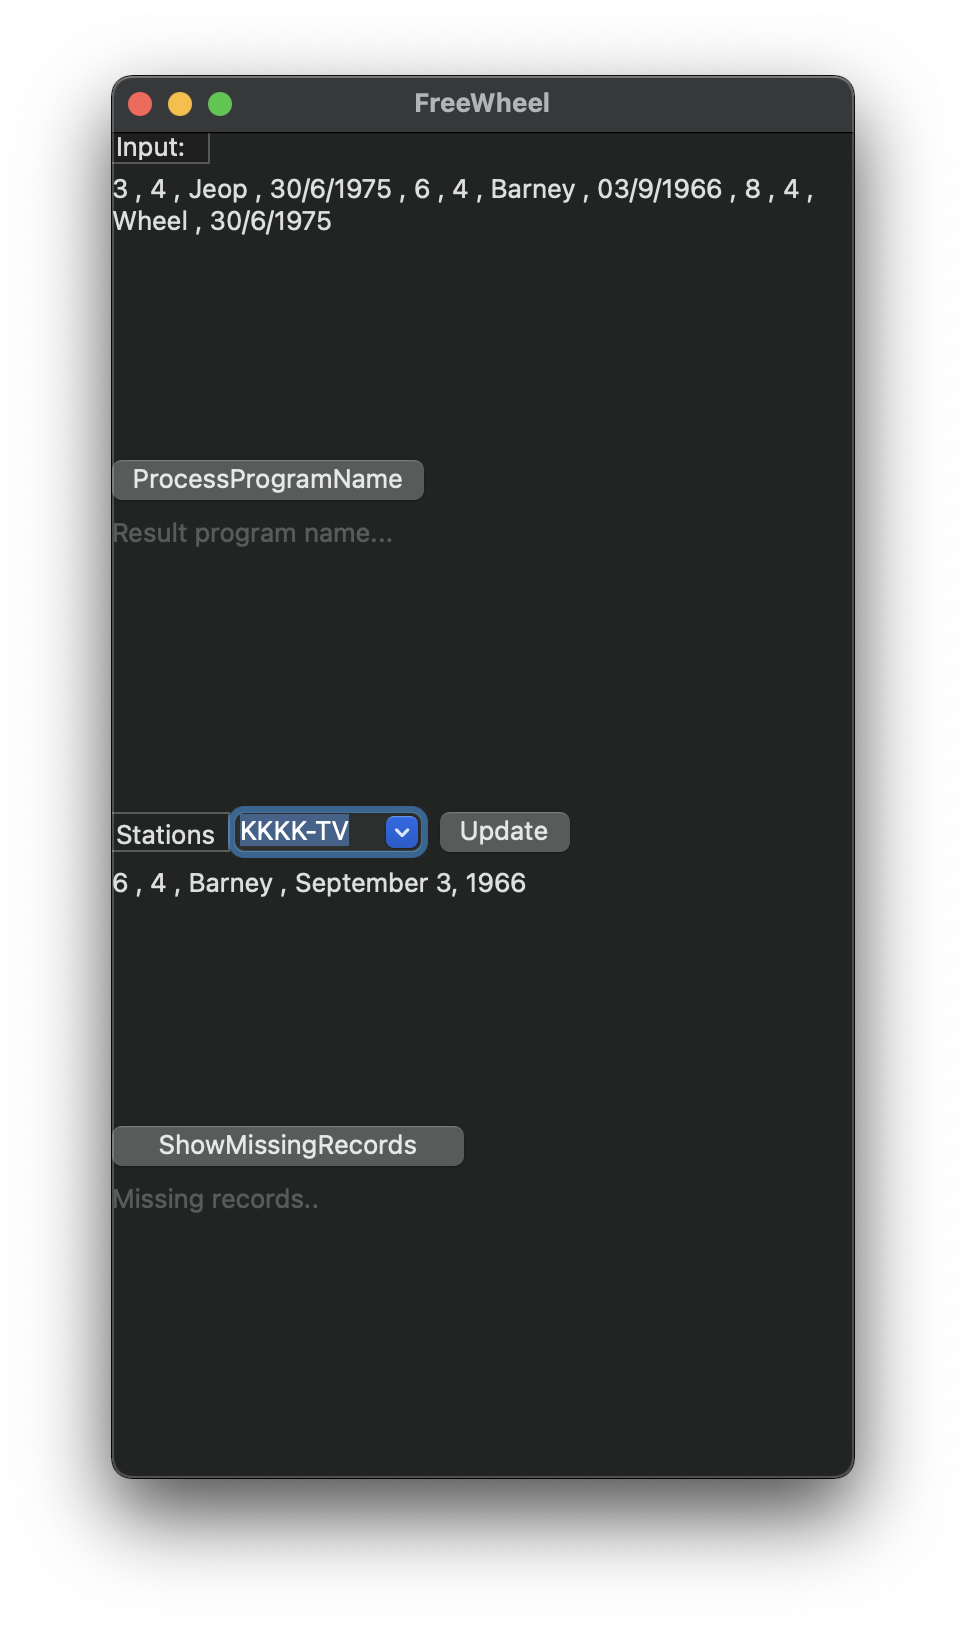 FreeWheel
Input:
3 , 4 , Jeop , 30/6/1975 , 6 , 4 , Barney , 03/9/1966 , 8 , 4 ,
Wheel , 30/6/1975
ProcessProgramName
Result program name...
Stations KKKK-TV Update
6 , 4 , Barney , September 3, 1966
ShowMissingRecords
Missing records..